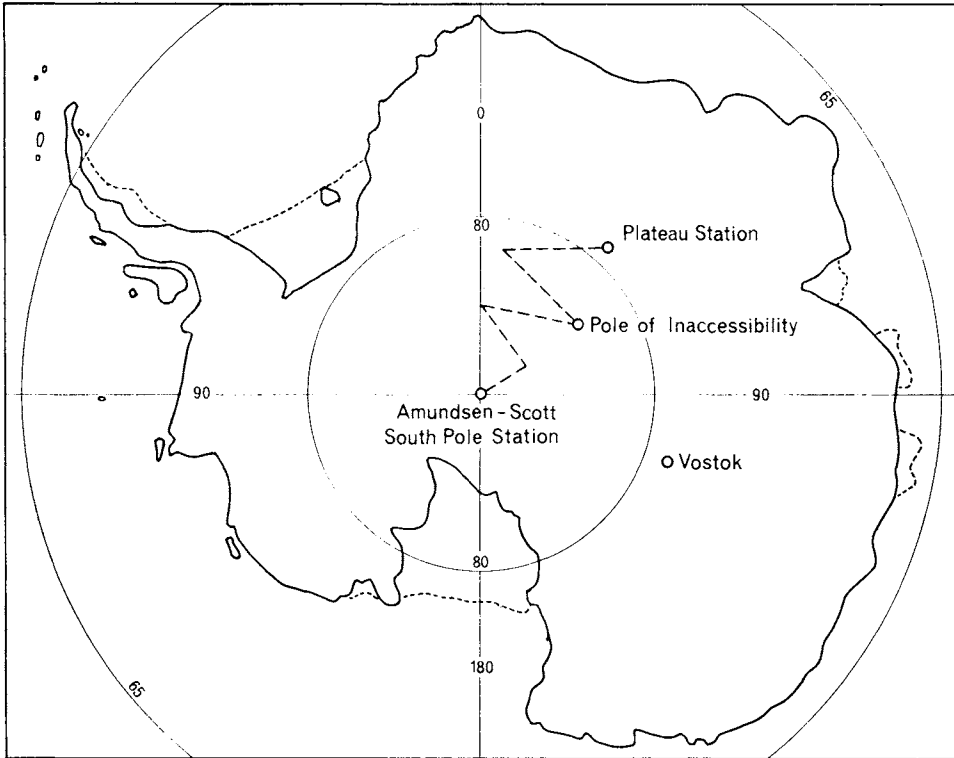 65
0
80
Plateau Station
Pole of Inaccessibility
90
90
Amundsen-Scott
South Pole Station
Vostok
80
180
65